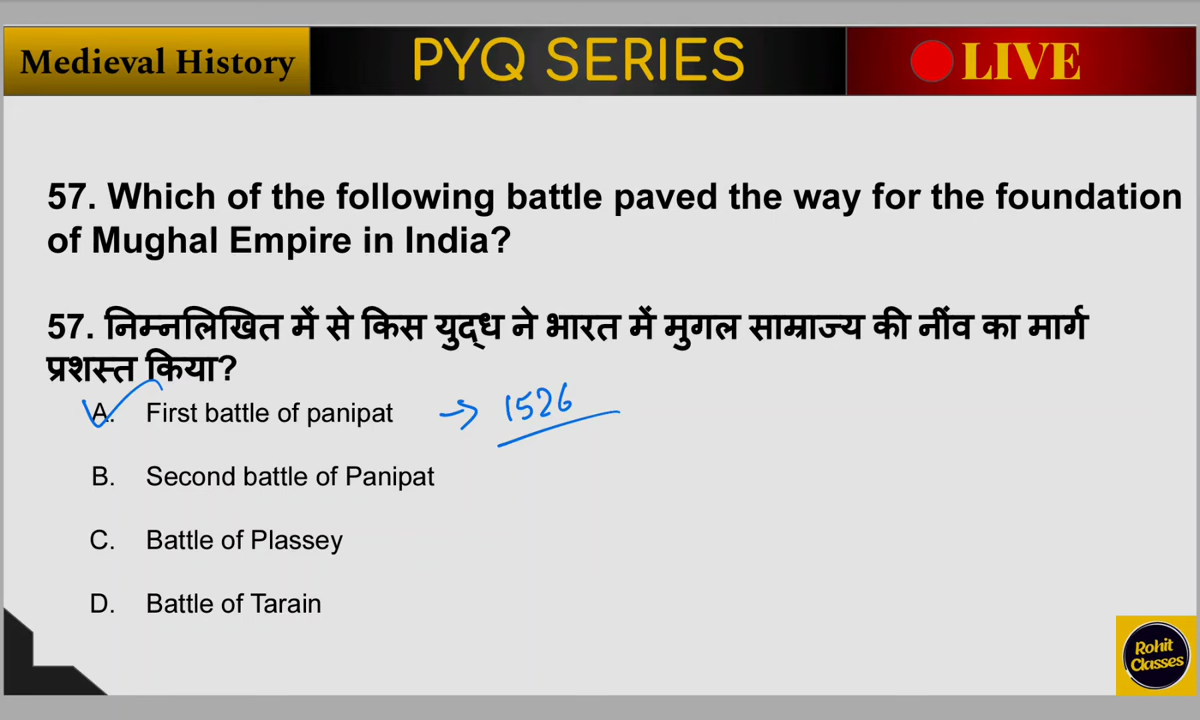 Medieval History
PYQ SERIES
LIVE
57. Which of the following battle paved the way for the foundation
of Mughal Empire in India?
57. निम्नलिखित में से किस युद्ध ने भारत में मुगल साम्राज्य की नींव का मार्ग
प्रशस्त किया?
A. First battle of panipat → 1526
B. Second battle of Panipat
C. Battle of Plassey
D. Battle of Tarain
Rohit
Classes